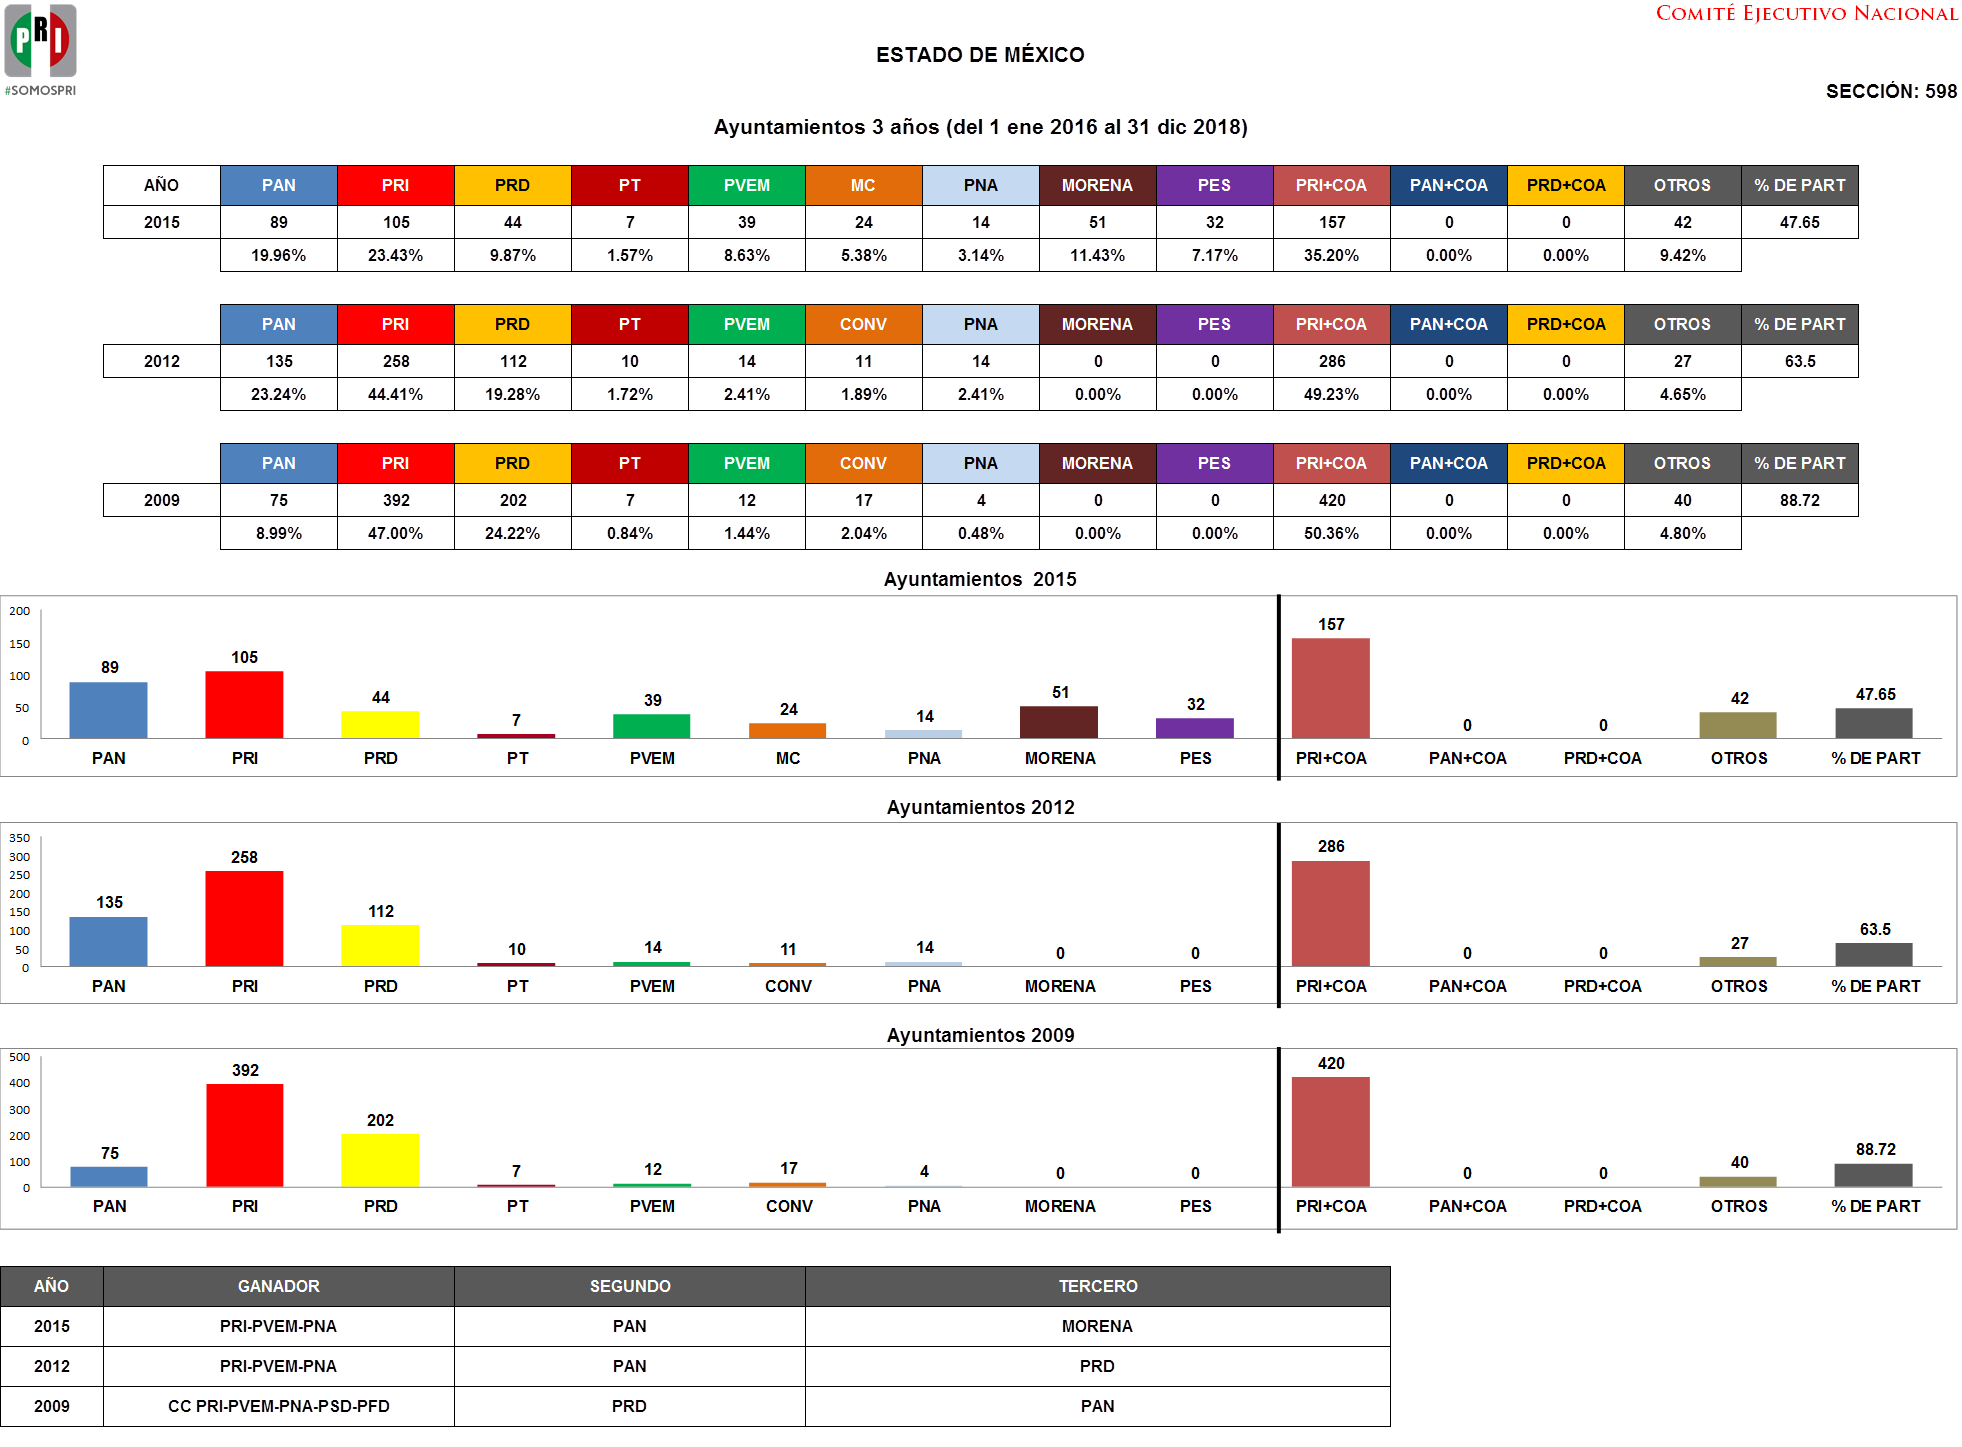 COMITÉ EJECUTIVO NACIONAL
PRI
#SOMOSPRI
ESTADO DE MÉXICO
SECCIÓN: 598
Ayuntamientos 3 años (del 1 ene 2016 al 31 dic 2018)
AÑO PAN PRI PRD PT PVEM MC PNA MORENA PES PRI+COA PAN+COA PRD+COA OTROS % DE PART
2015 89 105 44 7 39 24 14 51 32 157 0 0 42 47.65
19.96% 23.43% 9.87% 1.57% 8.63% 5.38% 3.14% 11.43% 7.17% 35.20% 0.00% 0.00% 9.42%
PAN PRI PRD PT PVEM CONV PNA MORENA PES PRI+COA PAN+COA PRD+COA OTROS % DE PART
2012 135 258 112 10 14 11 14 0 0 286 0 0 27 63.5
23.24% 44.41% 19.28% 1.72% 2.41% 1.89% 2.41% 0.00% 0.00% 49.23% 0.00% 0.00% 4.65%
PAN PRI PRD PT PVEM CONV PNA MORENA PES PRI+COA PAN+COA PRD+COA OTROS % DE PART
2009 75 392 202 7 12 17 4 0 0 420 0 0 40 88.72
8.99% 47.00% 24.22% 0.84% 1.44% 2.04% 0.48% 0.00% 0.00% 50.36% 0.00% 0.00% 4.80%
Ayuntamientos 2015
200
150
100
50
0
89 105 44 7 39 24 14 51 32 157 0 0 42 47.65
PAN PRI PRD PT PVEM MC PNA MORENA PES PRI+COA PAN+COA PRD+COA OTROS % DE PART
Ayuntamientos 2012
350
300
250
200
150
100
50
0
135 258 112 10 14 11 14 0 0 286 0 0 27 63.5
PAN PRI PRD PT PVEM CONV PNA MORENA PES PRI+COA PAN+COA PRD+COA OTROS % DE PART
Ayuntamientos 2009
500
400
300
200
100
0
75 392 202 7 12 17 4 0 0 420 0 0 40 88.72
PAN PRI PRD PT PVEM CONV PNA MORENA PES PRI+COA PAN+COA PRD+COA OTROS % DE PART
AÑO GANADOR SEGUNDO TERCERO
2015 PRI-PVEM-PNA PAN MORENA
2012 PRI-PVEM-PNA PAN PRD
2009 CC PRI-PVEM-PNA-PSD-PFD PRD PAN